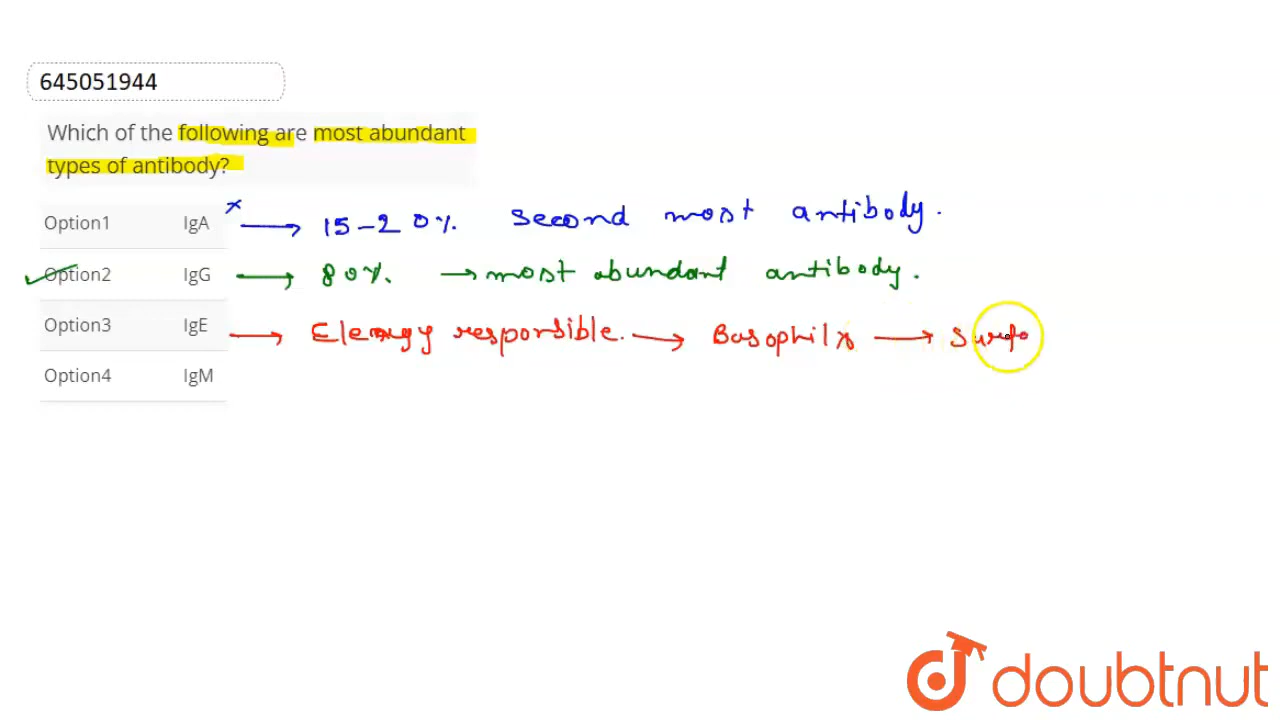 645051944
Which of the following are most abundant
types of antibody?
Option1 IgA x → 15-20%. Second most antibody.
Option2 IgG → 80%. → most abundant antibody.
Option3 IgE → Elergy responsible. → Basophils → Surfa
Option4 IgM
doubtnut